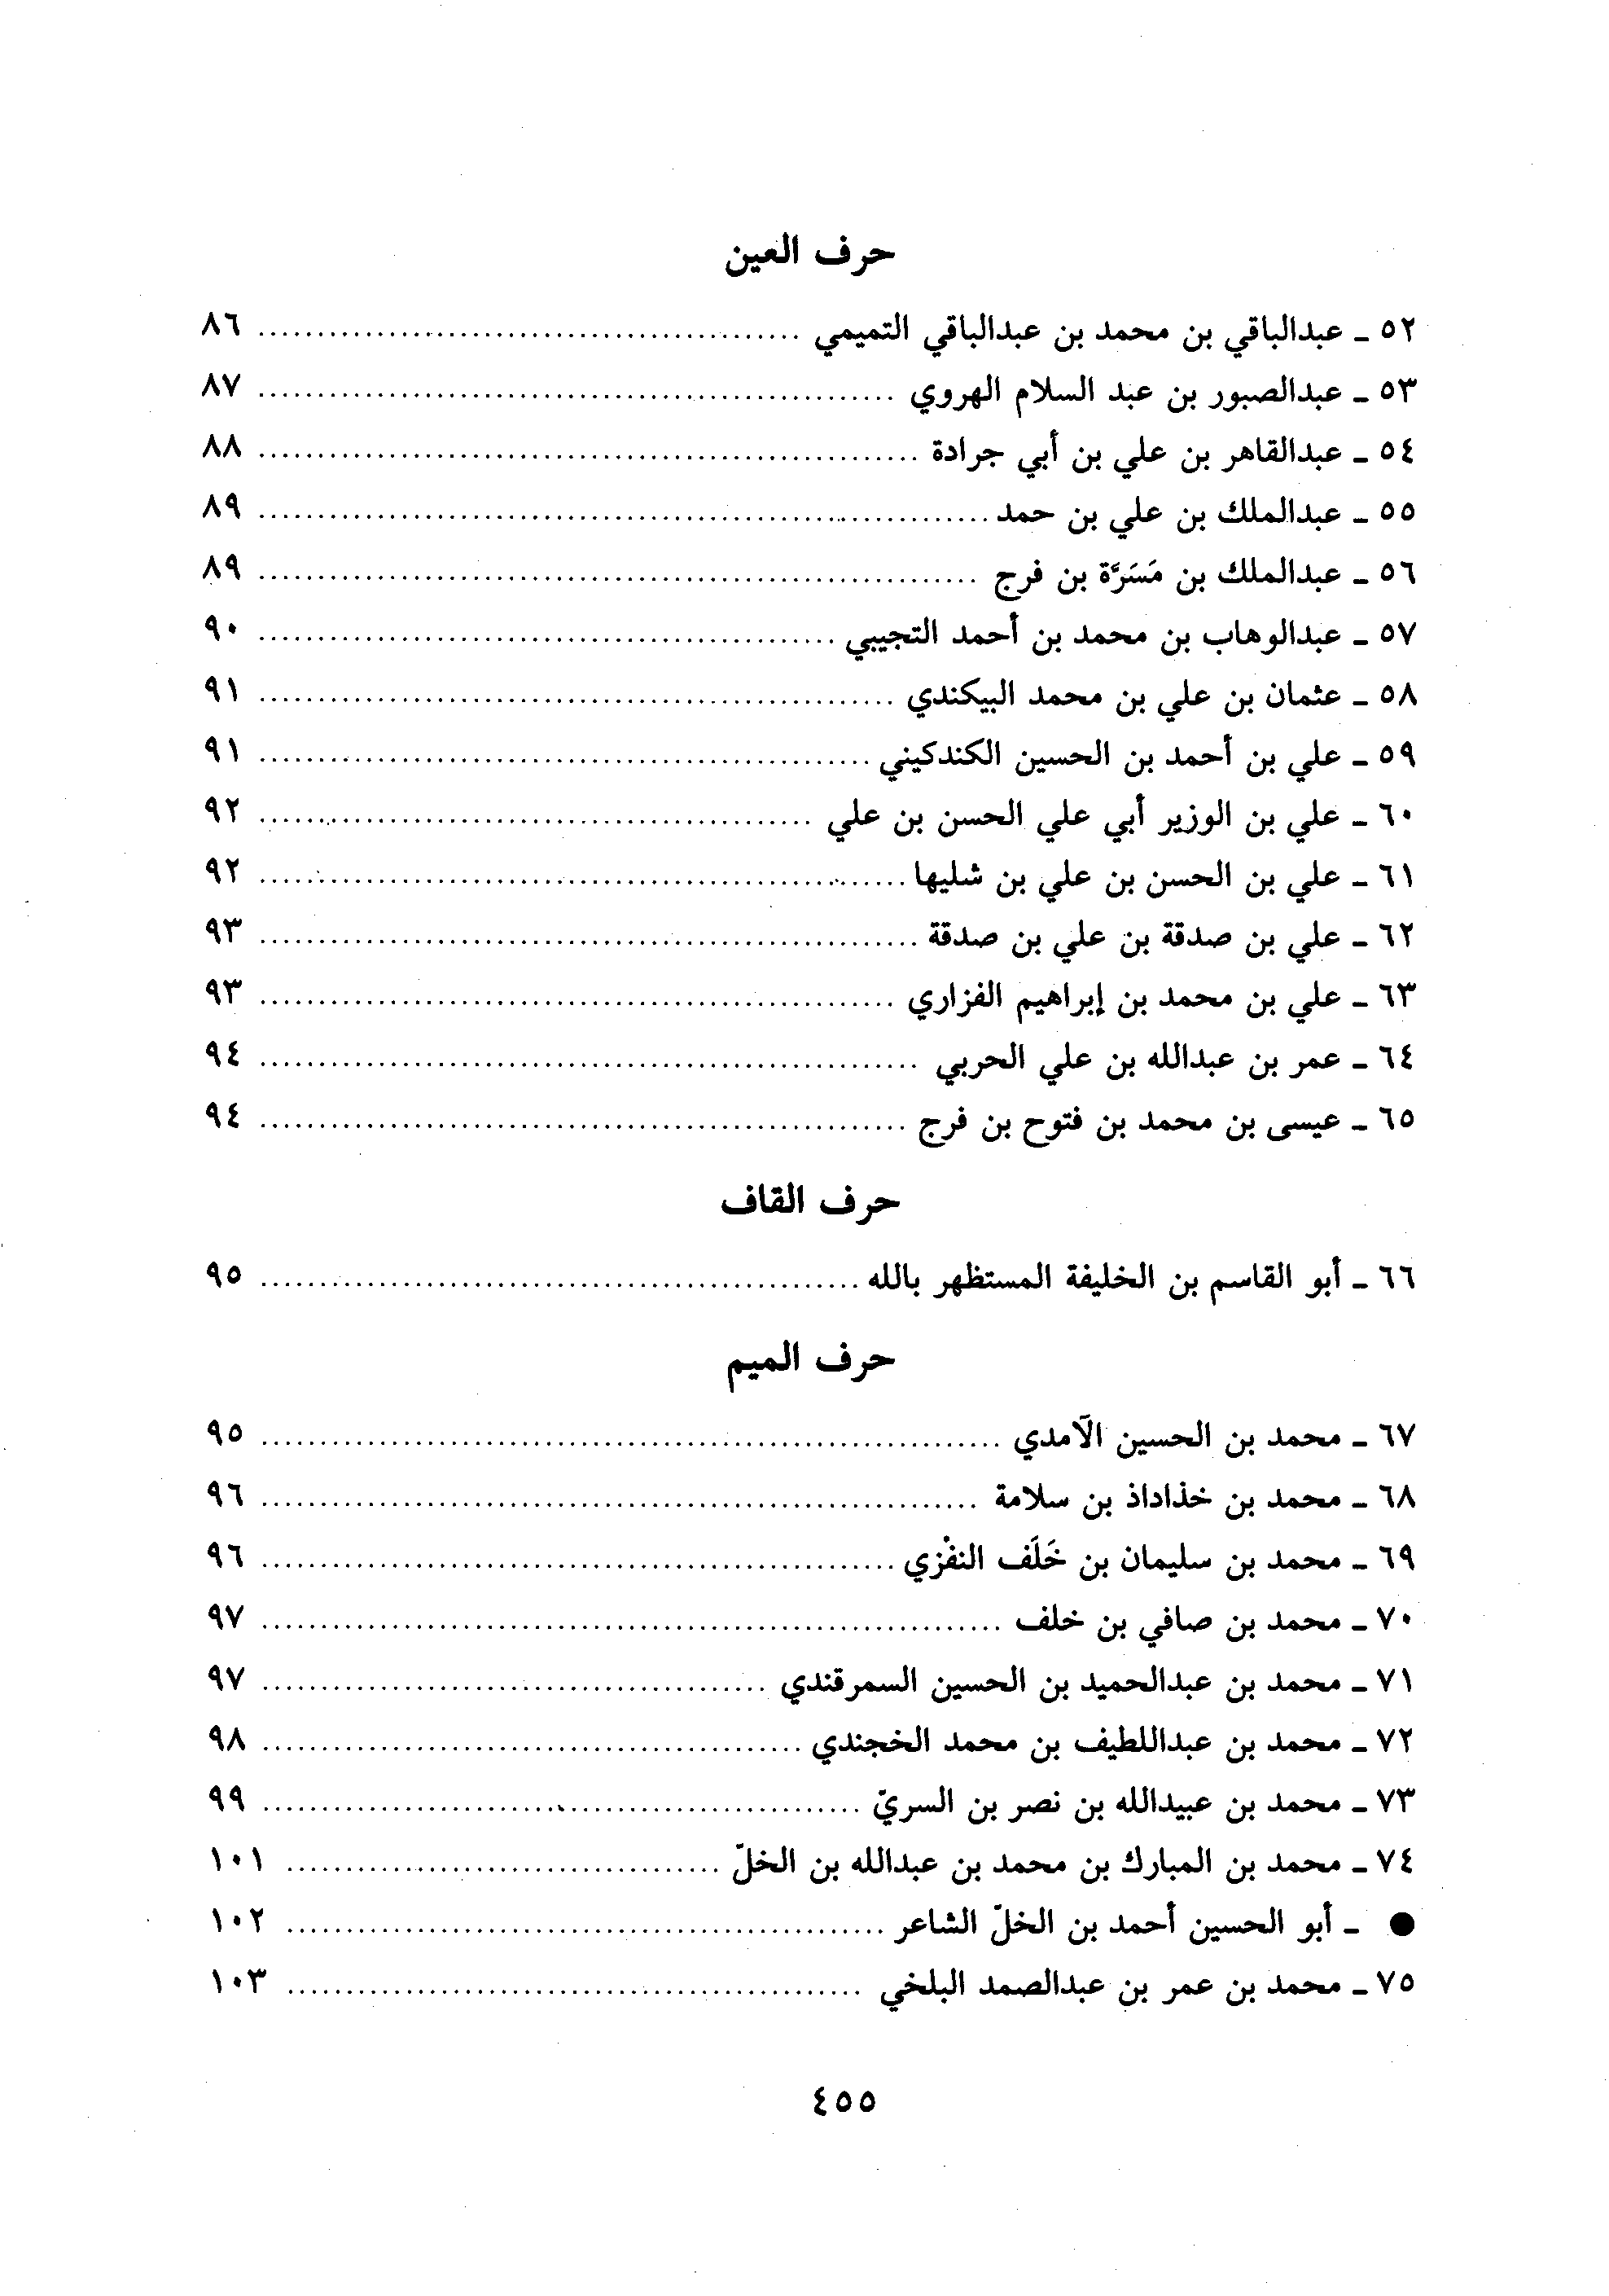 حرف العين
٥٢ ـ عبدالباقي بن محمد بن عبدالباقي التميمي ........ ٨٦
٥٣ ـ عبدالصبور بن عبد السلام الهروي ........ ٨٧
٥٤ ـ عبدالقاهر بن علي بن أبي جرادة ........ ٨٨
٥٥ ـ عبدالملك بن علي بن حمد ........ ٨٩
٥٦ ـ عبدالملك بن مَسَرَّة بن فرج ........ ٨٩
٥٧ ـ عبدالوهاب بن محمد بن أحمد التجيبي ........ ٩٠
٥٨ ـ عثمان بن علي بن محمد البيكندي ........ ٩١
٥٩ ـ علي بن أحمد بن الحسين الكندكيني ........ ٩١
٦٠ ـ علي بن الوزير أبي علي الحسن بن علي ........ ٩٢
٦١ ـ علي بن الحسن بن علي بن شليها ........ ٩٢
٦٢ ـ علي بن صدقة بن علي بن صدقة ........ ٩٣
٦٣ ـ علي بن محمد بن إبراهيم الفزاري ........ ٩٣
٦٤ ـ عمر بن عبدالله بن علي الحربي ........ ٩٤
٦٥ ـ عيسى بن محمد بن فتوح بن فرج ........ ٩٤
حرف القاف
٦٦ ـ أبو القاسم بن الخليفة المستظهر بالله ........ ٩٥
حرف الميم
٦٧ ـ محمد بن الحسين الآمدي ........ ٩٥
٦٨ ـ محمد بن خذاداذ بن سلامة ........ ٩٦
٦٩ ـ محمد بن سليمان بن خَلَف النفْزي ........ ٩٦
٧٠ ـ محمد بن صافي بن خلف ........ ٩٧
٧١ ـ محمد بن عبدالحميد بن الحسين السمرقندي ........ ٩٧
٧٢ ـ محمد بن عبداللطيف بن محمد الخجندي ........ ٩٨
٧٣ ـ محمد بن عبيدالله بن نصر بن السريّ ........ ٩٩
٧٤ ـ محمد بن المبارك بن محمد بن عبدالله بن الخلّ ........ ١٠١
● ـ أبو الحسين أحمد بن الخلّ الشاعر ........ ١٠٢
٧٥ ـ محمد بن عمر بن عبدالصمد البلخي ........ ١٠٣
٤٥٥